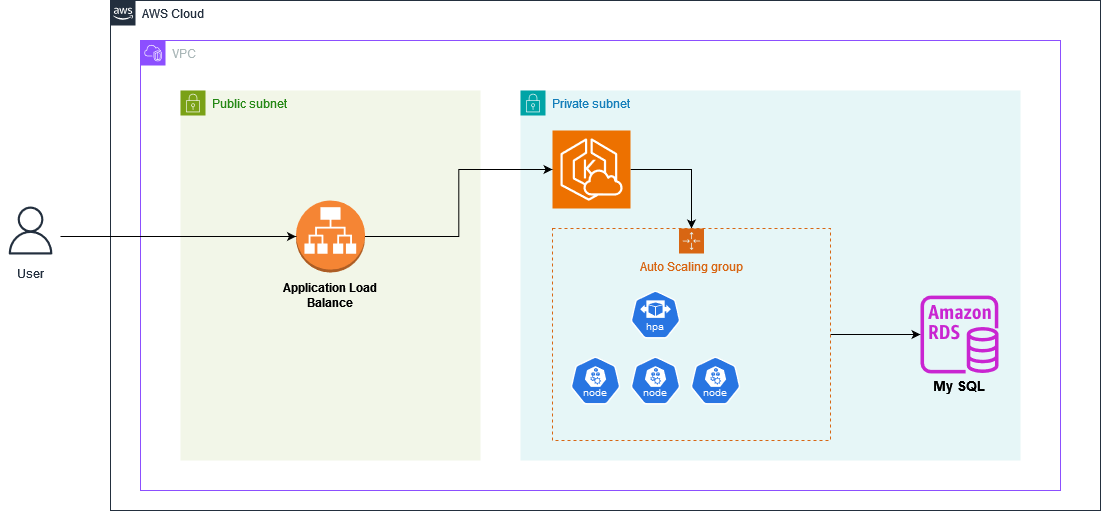 aws
AWS Cloud
VPC
Public subnet
Private subnet
K
User
Application Load
Balance
Auto Scaling group
hpa
node
node
node
Amazon
RDS
My SQL